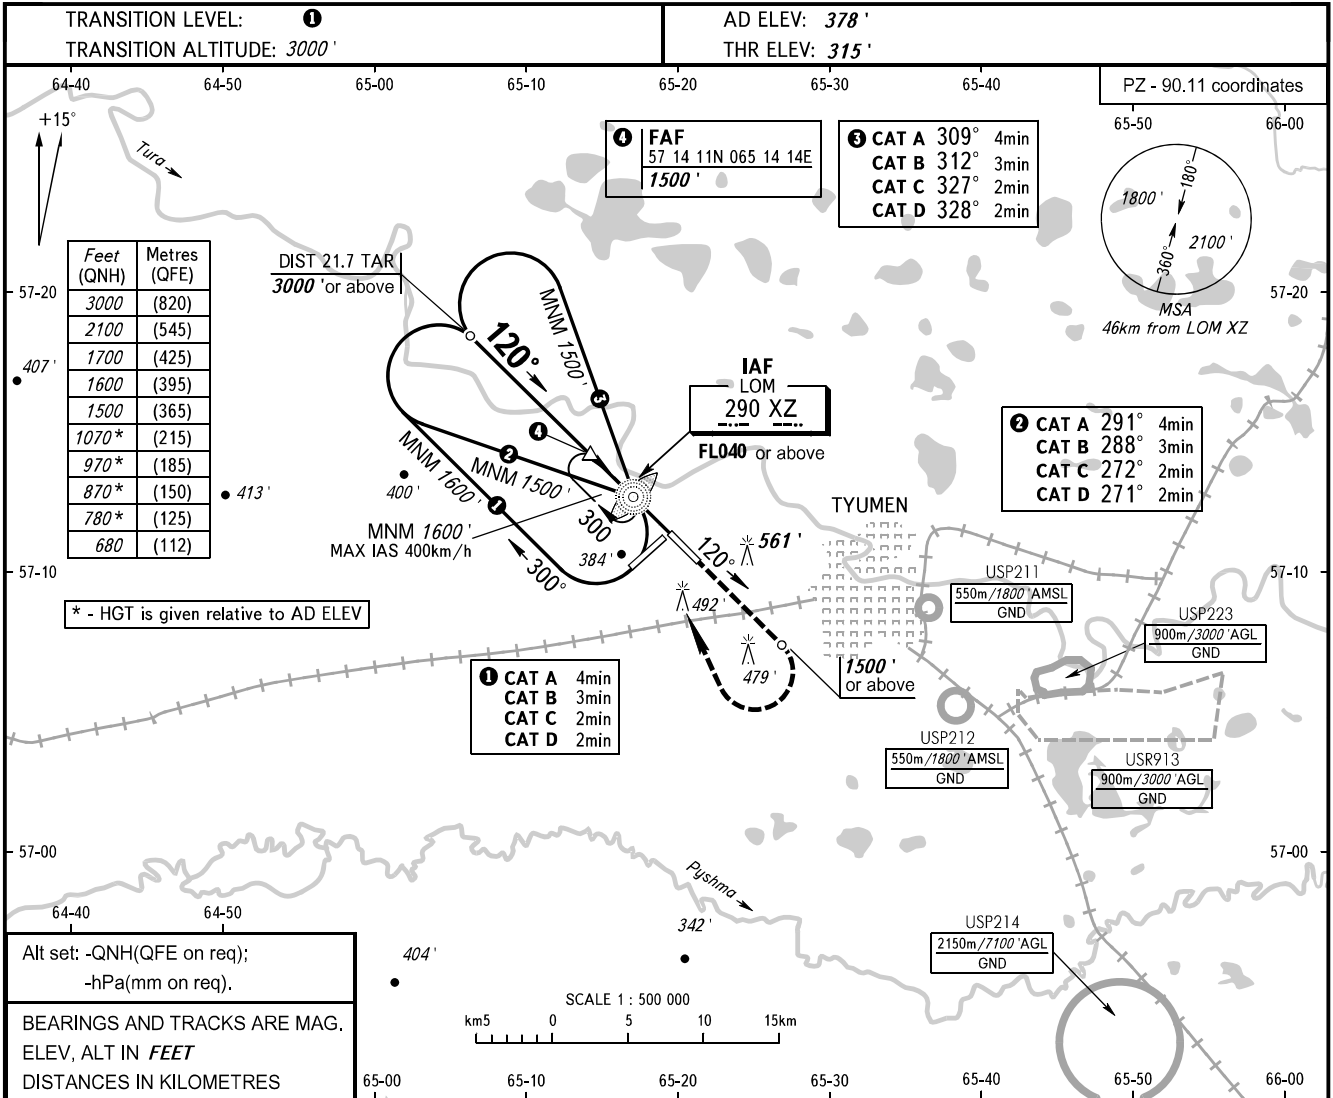 TRANSITION LEVEL: ❶
TRANSITION ALTITUDE: 3000 '
AD ELEV: 378 '
THR ELEV: 315 '
64-40 64-50 65-00 65-10 65-20 65-30 65-40
PZ - 90.11 coordinates
65-50 66-00
+15°
Tura
❹ FAF
57 14 11N 065 14 14E
1500 '
❸ CAT A 309° 4min
CAT B 312° 3min
CAT C 327° 2min
CAT D 328° 2min
180°
1800 '
2100 '
360°
MSA
46km from LOM XZ
Feet (QNH) Metres (QFE)
3000 (820)
2100 (545)
1700 (425)
1600 (395)
1500 (365)
1070* (215)
970* (185)
870* (150)
780* (125)
680 (112)
* - HGT is given relative to AD ELEV
57-20
57-20
407 '
413 '
400 '
DIST 21.7 TAR
3000 'or above
120°
MNM 1500 '
❸
❹
❷
MNM 1500 '
MNM 1600 '
❶
MNM 1600 '
MAX IAS 400km/h
300
300°
384 '
IAF
LOM
290 XZ
FL040 or above
❷ CAT A 291° 4min
CAT B 288° 3min
CAT C 272° 2min
CAT D 271° 2min
TYUMEN
120°
561 '
492 '
479 '
1500 '
or above
57-10
57-10
USP211
550m/1800 'AMSL
GND
USP223
900m/3000 'AGL
GND
❶ CAT A 4min
CAT B 3min
CAT C 2min
CAT D 2min
USP212
550m/1800 'AMSL
GND
USR913
900m/3000 'AGL
GND
57-00
57-00
Pyshma
64-40 64-50
342 '
404 '
USP214
2150m/7100 'AGL
GND
Alt set: -QNH(QFE on req);
-hPa(mm on req).
BEARINGS AND TRACKS ARE MAG.
ELEV, ALT IN FEET
DISTANCES IN KILOMETRES
SCALE 1 : 500 000
km5 0 5 10 15km
65-00 65-10 65-20 65-30 65-40 65-50 66-00